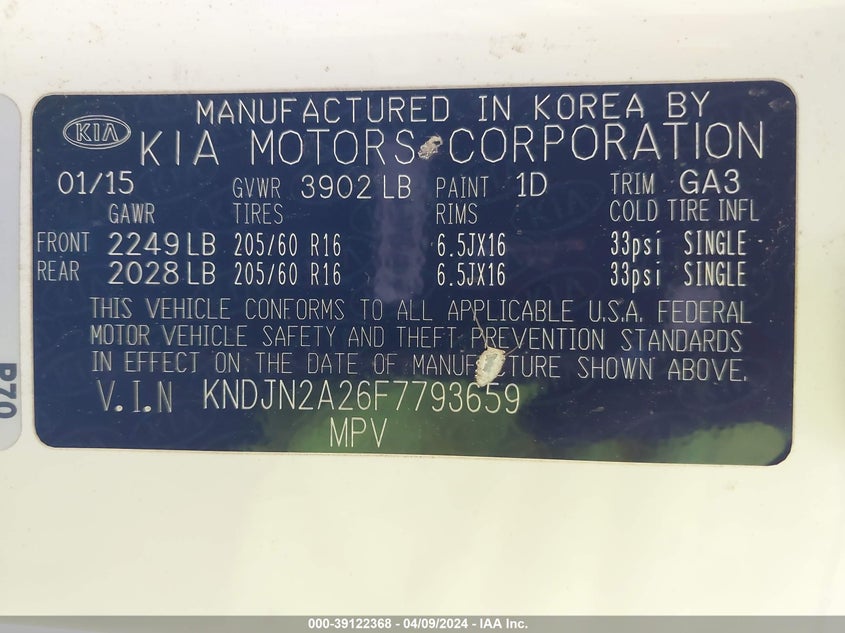 MANUFACTURED IN KOREA BY
KIA KIA MOTORS CORPORATION
01/15 GVWR 3902 LB PAINT 1D TRIM GA3
GAWR TIRES RIMS COLD TIRE INFL
FRONT 2249 LB 205/60 R16 6.5JX16 33psi SINGLE
REAR 2028 LB 205/60 R16 6.5JX16 33psi SINGLE
THIS VEHICLE CONFORMS TO ALL APPLICABLE U.S.A. FEDERAL
MOTOR VEHICLE SAFETY AND THEFT PREVENTION STANDARDS
IN EFFECT ON THE DATE OF MANUFACTURE SHOWN ABOVE.
V.I.N KNDJN2A26F7793659
MPV
P70
000-39122368 - 04/09/2024 - IAA Inc.